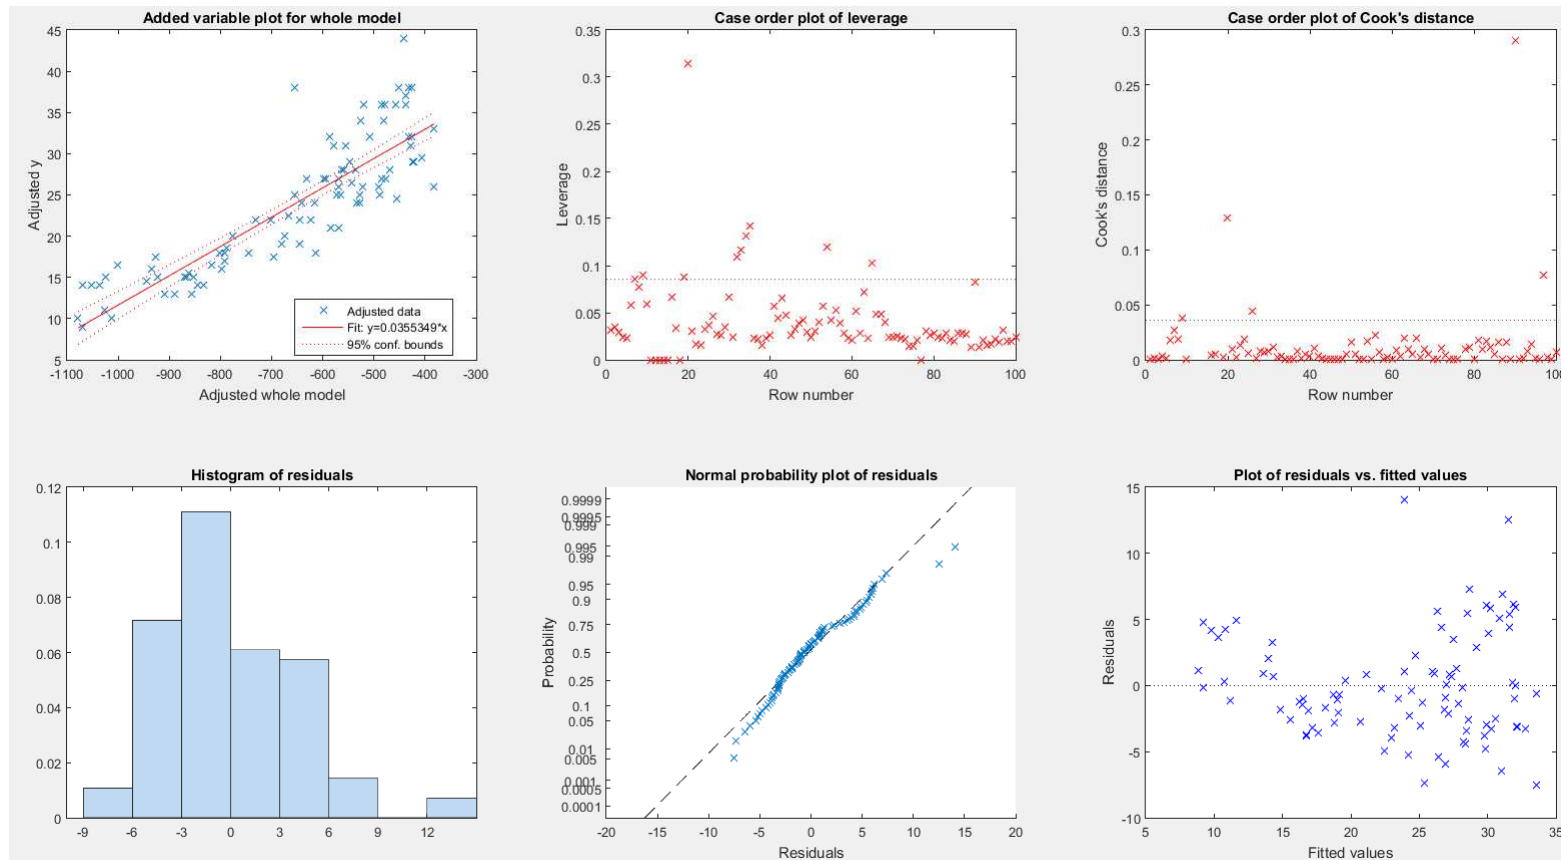 Added variable plot for whole model
45
40
35
30
25
20
15
10
5
Adjusted y
-1100 -1000 -900 -800 -700 -600 -500 -400 -300
Adjusted whole model
Adjusted data
Fit: y=0.0355349*x
95% conf. bounds
Case order plot of leverage
0.35
0.3
0.25
0.2
0.15
0.1
0.05
0
Leverage
0 20 40 60 80 100
Row number
Case order plot of Cook's distance
0.3
0.25
0.2
0.15
0.1
0.05
0
Cook's distance
0 20 40 60 80 100
Row number
Histogram of residuals
0.12
0.1
0.08
0.06
0.04
0.02
0
-9 -6 -3 0 3 6 9 12
Normal probability plot of residuals
0.9999
0.9995
0.999
0.995
0.99
0.95
0.9
0.75
0.5
0.25
0.1
0.05
0.01
0.005
0.001
0.0005
0.0001
Probability
-20 -15 -10 -5 0 5 10 15 20
Residuals
Plot of residuals vs. fitted values
15
10
5
0
-5
-10
Residuals
5 10 15 20 25 30 35
Fitted values